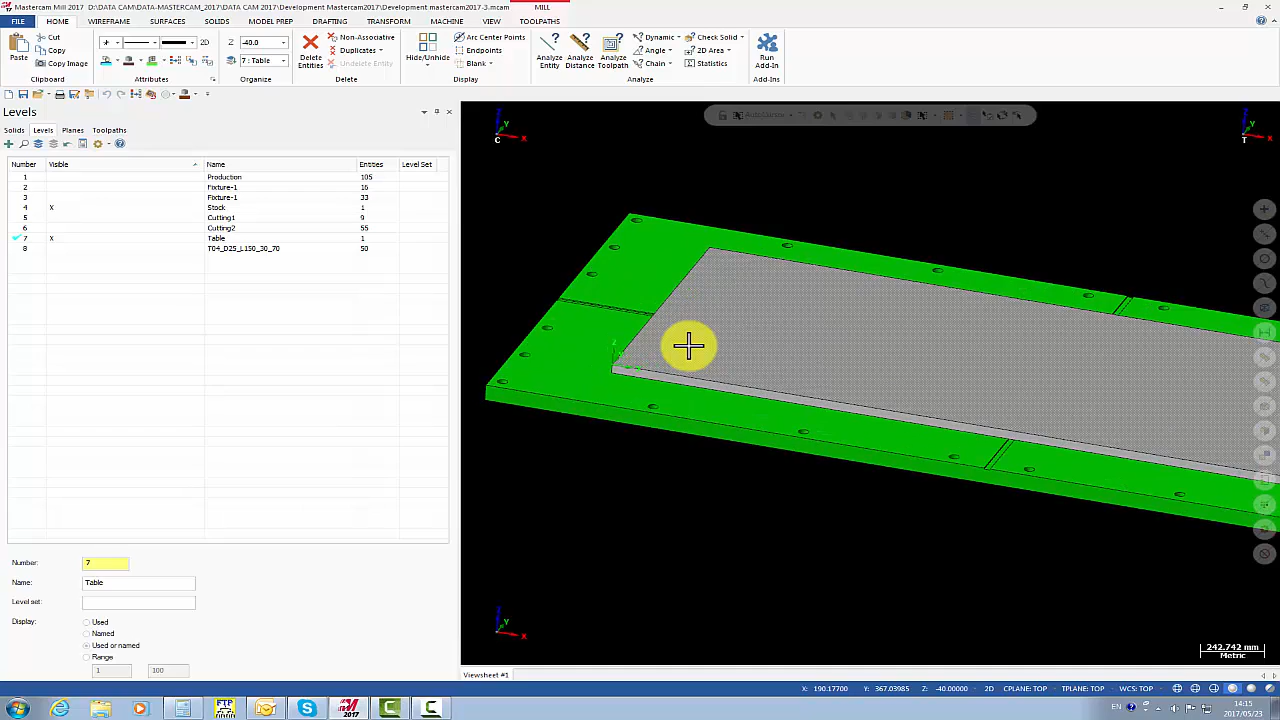 Mastercam Mill 2017 D:\DATA CAM\DATA-MASTERCAM_2017\DATA CAM 2017\Development Mastercam2017\Development mastercam2017-3.mcam
MILL
FILE HOME WIREFRAME SURFACES SOLIDS MODEL PREP DRAFTING TRANSFORM MACHINE VIEW TOOLPATHS
Paste
Cut
Copy
Copy Image
Clipboard
2D
Attributes
Z -40.0
7 : Table
Organize
Delete Entities
Non-Associative
Duplicates
Undelete Entity
Delete
Hide/Unhide
Arc Center Points
Endpoints
Blank
Display
Analyze Entity
Analyze Distance
Analyze Toolpath
Dynamic
Angle
Chain
Check Solid
2D Area
Statistics
Analyze
Run Add-In
Add-Ins
Levels
Solids Levels Planes Toolpaths
Number Visible Name Entities Level Set
1 Production 105
2 Fixture-1 16
3 Fixture-1 33
4 X Stock 1
5 Cutting1 9
6 Cutting2 55
7 X Table 1
8 T04_D25_L150_30_70 50
Number: 7
Name: Table
Level set:
Display: Used
Named
Used or named
Range
1 100
AutoCursor
Z Y X
C
Z Y X
T
Z Y X
242.742 mm
Metric
Viewsheet #1
X: 190.17700 Y: 367.03985 Z: -40.00000 2D CPLANE: TOP TPLANE: TOP WCS: TOP
FTP
2017
EN
14:15
2017/05/23